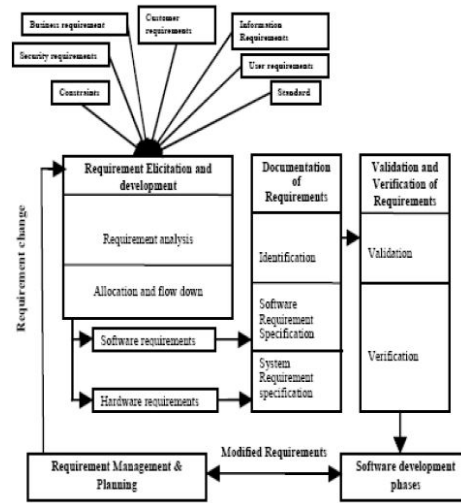 Business requirement
Customer
requirements
Information
Requirements
Security requirements
User requirements
Constraints
Standard
Requirement Elicitation and
development
Requirement analysis
Allocation and flow down
Software requirements
Hardware requirements
Documentation
of
Requirements
Identification
Software
Requirement
Specification
System
Requirement
specification
Validation and
Verification of
Requirements
Validation
Verification
Requirement change
Requirement Management &
Planning
Modified Requirements
Software development
phases